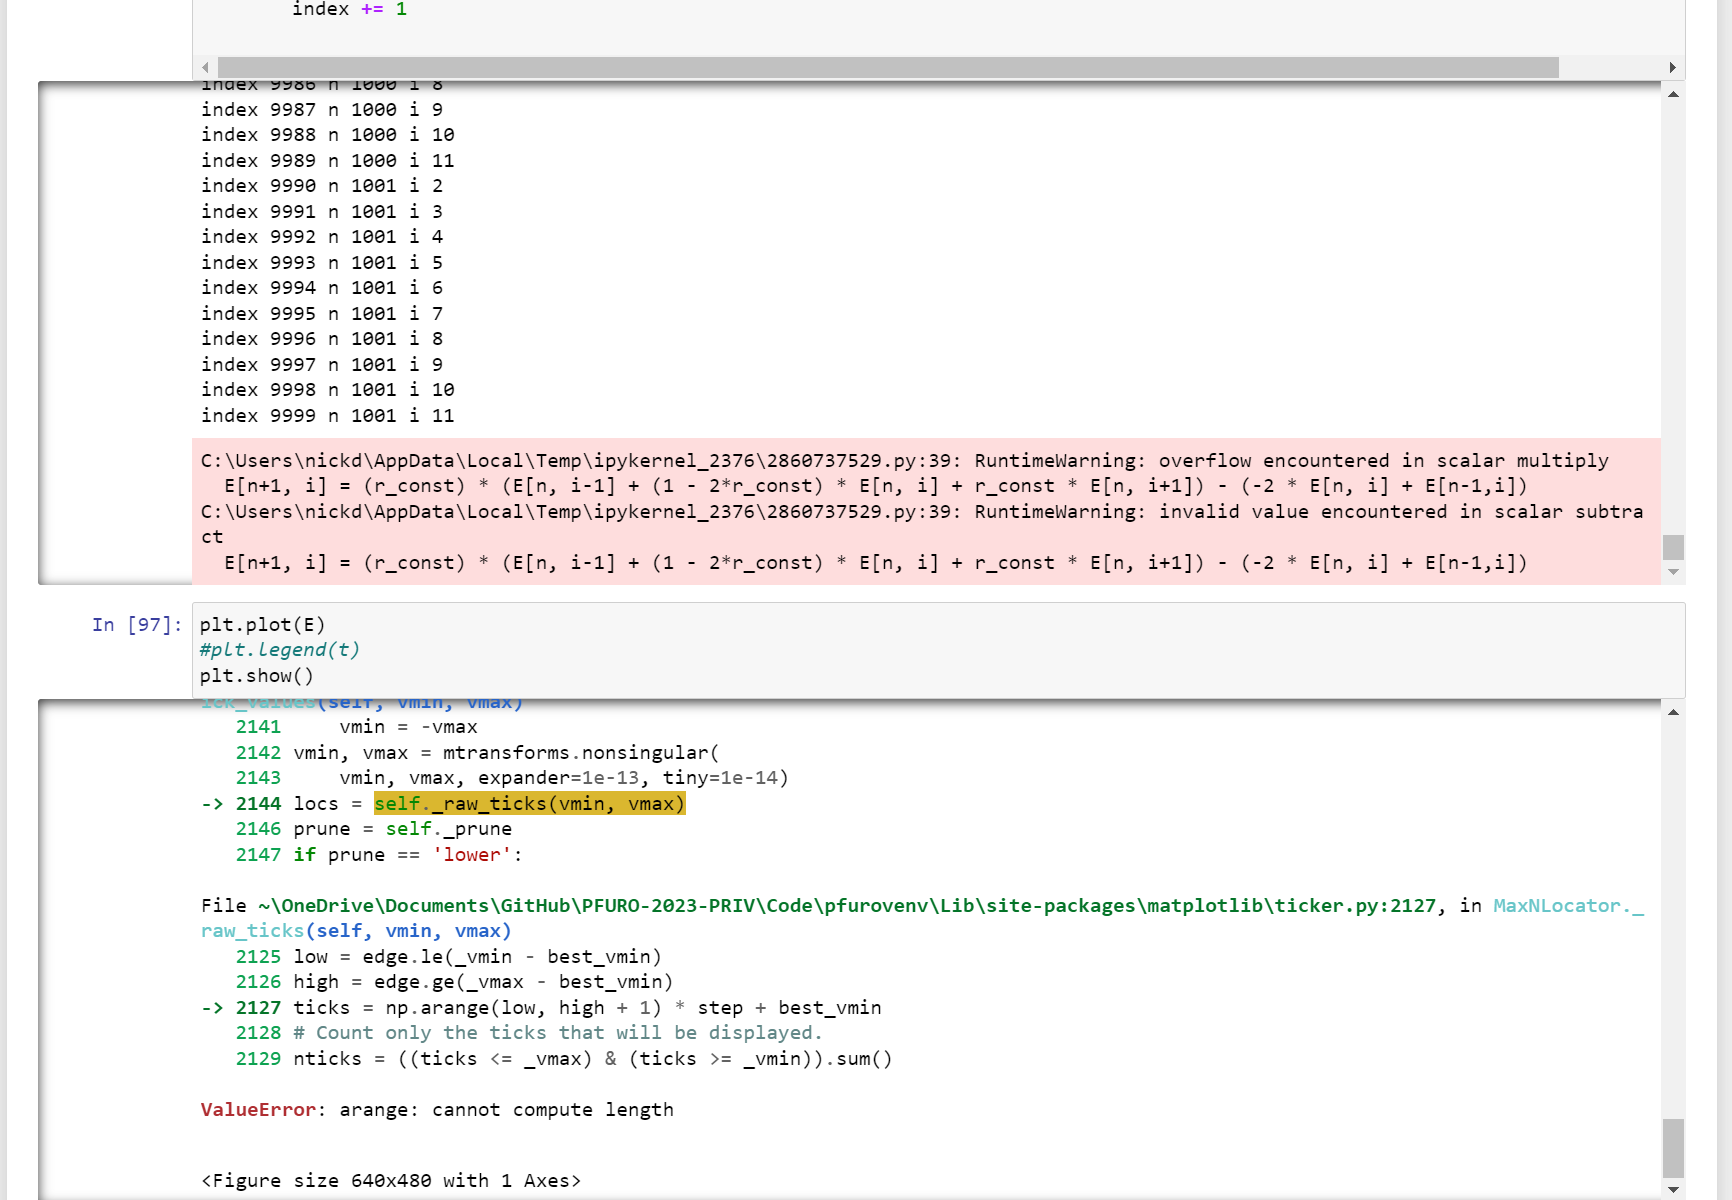 index += 1
index 9986 n 1000 i 8
index 9987 n 1000 i 9
index 9988 n 1000 i 10
index 9989 n 1000 i 11
index 9990 n 1001 i 2
index 9991 n 1001 i 3
index 9992 n 1001 i 4
index 9993 n 1001 i 5
index 9994 n 1001 i 6
index 9995 n 1001 i 7
index 9996 n 1001 i 8
index 9997 n 1001 i 9
index 9998 n 1001 i 10
index 9999 n 1001 i 11
C:\Users\nickd\AppData\Local\Temp\ipykernel_2376\2860737529.py:39: RuntimeWarning: overflow encountered in scalar multiply
  E[n+1, i] = (r_const) * (E[n, i-1] + (1 - 2*r_const) * E[n, i] + r_const * E[n, i+1]) - (-2 * E[n, i] + E[n-1,i])
C:\Users\nickd\AppData\Local\Temp\ipykernel_2376\2860737529.py:39: RuntimeWarning: invalid value encountered in scalar subtra
ct
  E[n+1, i] = (r_const) * (E[n, i-1] + (1 - 2*r_const) * E[n, i] + r_const * E[n, i+1]) - (-2 * E[n, i] + E[n-1,i])
In [97]: plt.plot(E)
#plt.legend(t)
plt.show()
ick_values(self, vmin, vmax)
   2141     vmin = -vmax
   2142 vmin, vmax = mtransforms.nonsingular(
   2143     vmin, vmax, expander=1e-13, tiny=1e-14)
-> 2144 locs = self._raw_ticks(vmin, vmax)
   2146 prune = self._prune
   2147 if prune == 'lower':
File ~\OneDrive\Documents\GitHub\PFURO-2023-PRIV\Code\pfurovenv\Lib\site-packages\matplotlib\ticker.py:2127, in MaxNLocator._
raw_ticks(self, vmin, vmax)
   2125 low = edge.le(_vmin - best_vmin)
   2126 high = edge.ge(_vmax - best_vmin)
-> 2127 ticks = np.arange(low, high + 1) * step + best_vmin
   2128 # Count only the ticks that will be displayed.
   2129 nticks = ((ticks <= _vmax) & (ticks >= _vmin)).sum()
ValueError: arange: cannot compute length
<Figure size 640x480 with 1 Axes>